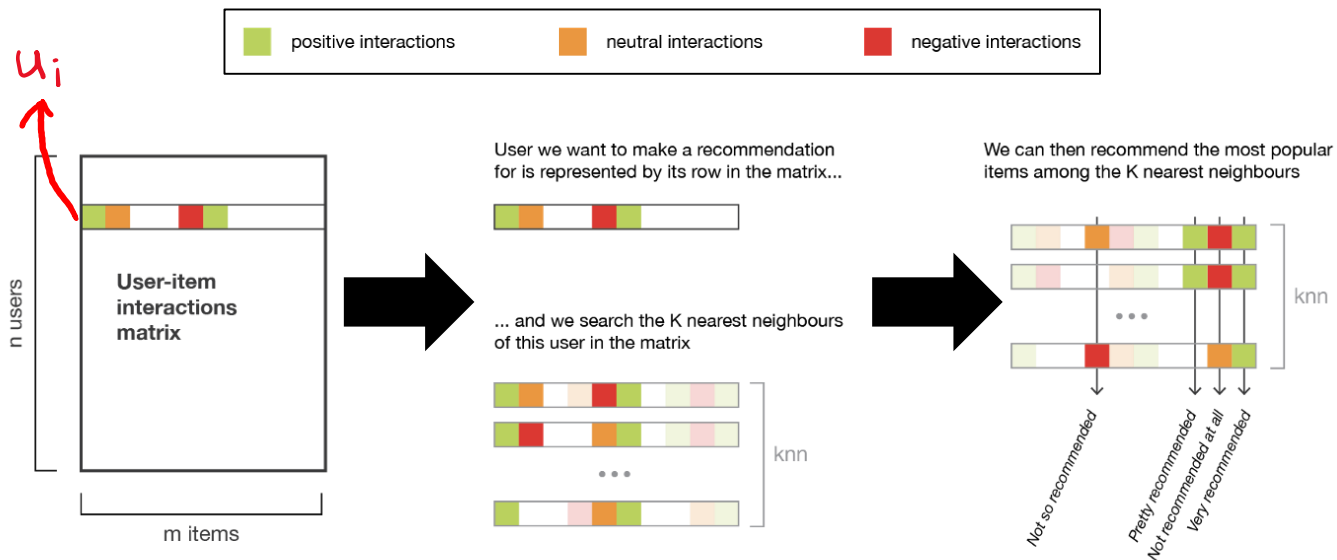 positive interactions
neutral interactions
negative interactions
u i
n users
User-item
interactions
matrix
m items
User we want to make a recommendation
for is represented by its row in the matrix...
... and we search the K nearest neighbours
of this user in the matrix
knn
We can then recommend the most popular
items among the K nearest neighbours
knn
Not so recommended
Pretty recommended
Not recommended at all
Very recommended